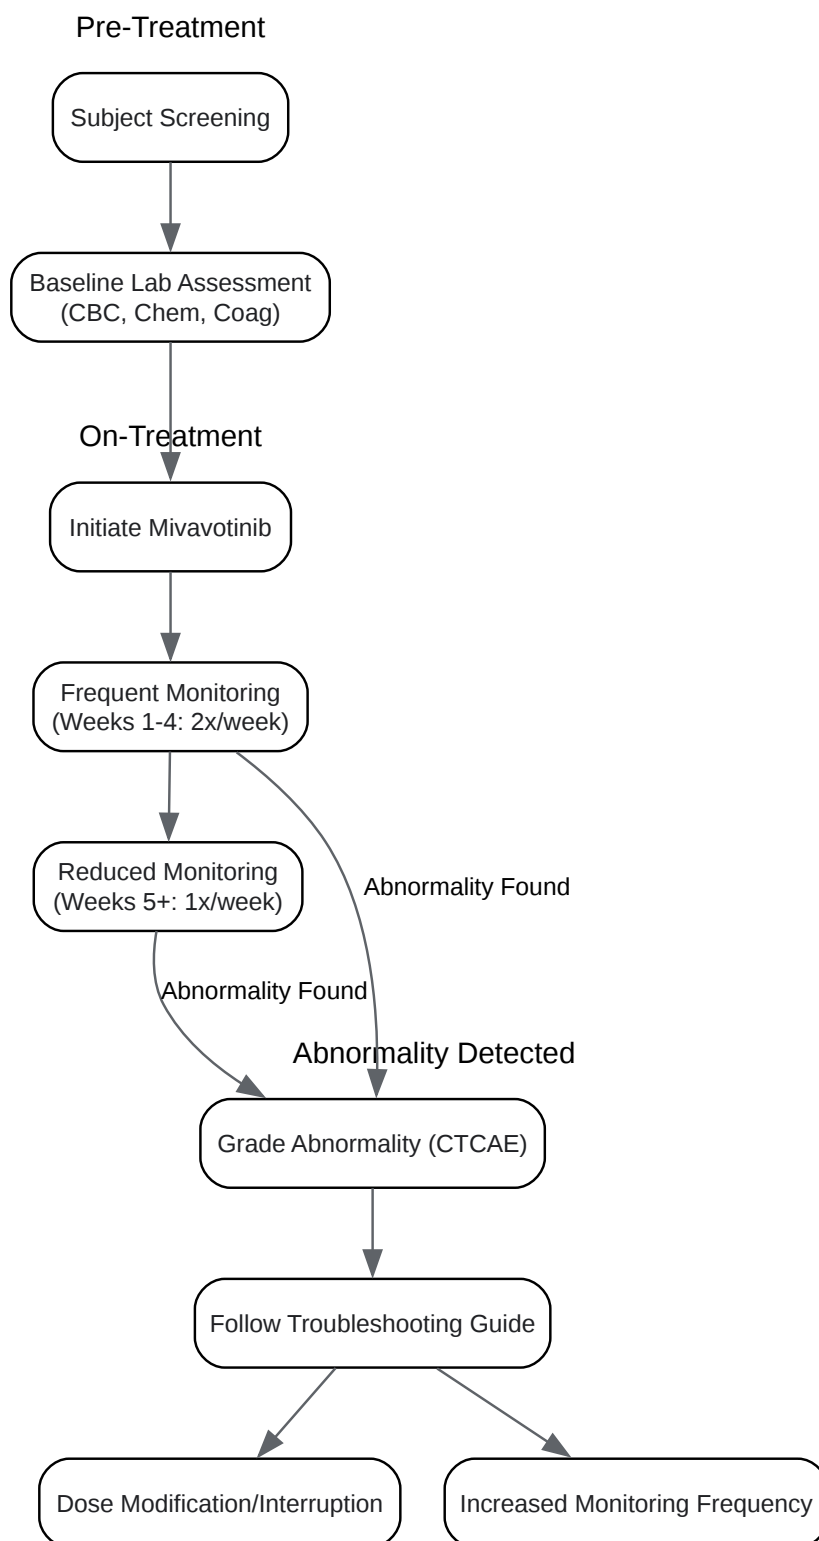 Pre-Treatment
Subject Screening
Baseline Lab Assessment
(CBC, Chem, Coag)
On-Treatment
Initiate Mivavotinib
Frequent Monitoring
(Weeks 1-4: 2x/week)
Reduced Monitoring
(Weeks 5+: 1x/week)
Abnormality Found
Abnormality Found
Abnormality Detected
Grade Abnormality (CTCAE)
Follow Troubleshooting Guide
Dose Modification/Interruption
Increased Monitoring Frequency